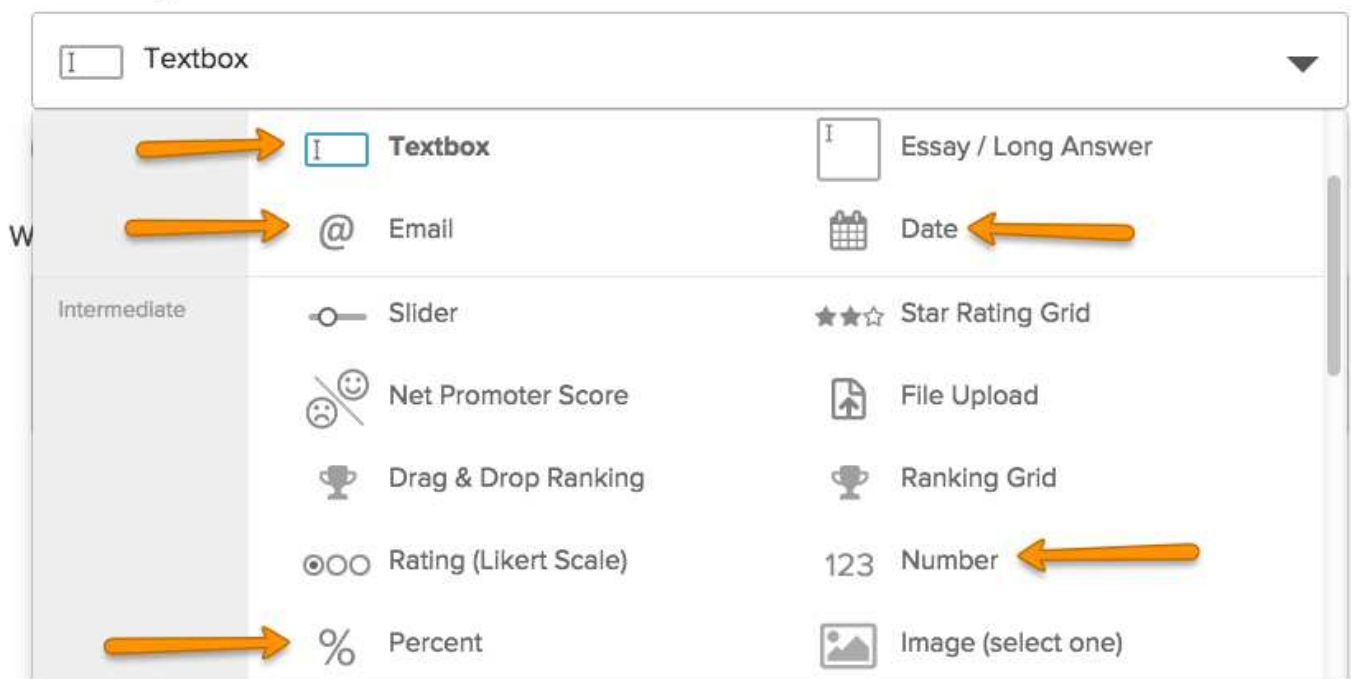 Textbox
Textbox
Essay / Long Answer
@ Email
Date
W
Intermediate
Slider
Star Rating Grid
Net Promoter Score
File Upload
Drag & Drop Ranking
Ranking Grid
Rating (Likert Scale)
123 Number
% Percent
Image (select one)